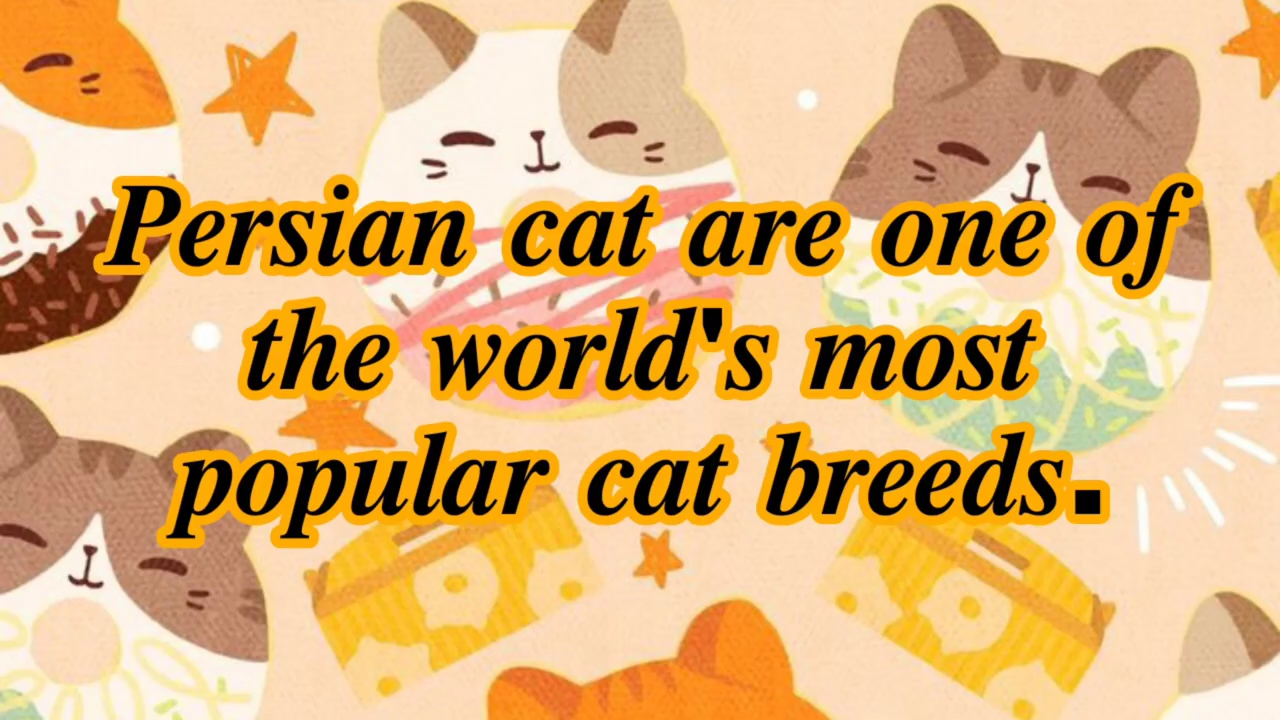 Persian cat are one of
the world's most
popular cat breeds.